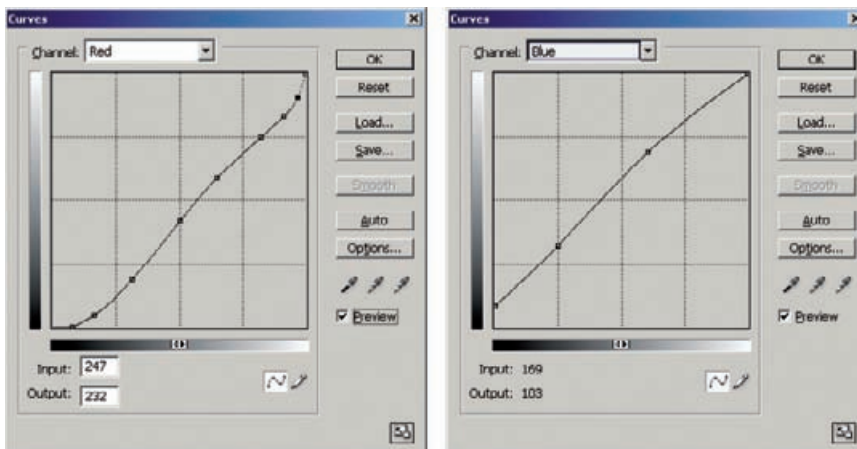 Curves
Channel: Red
OK
Reset
Load...
Save...
Smooth
Auto
Options...
Preview
Input: 247
Output: 232
Curves
Channel: Blue
OK
Reset
Load...
Save...
Smooth
Auto
Options...
Preview
Input: 169
Output: 103